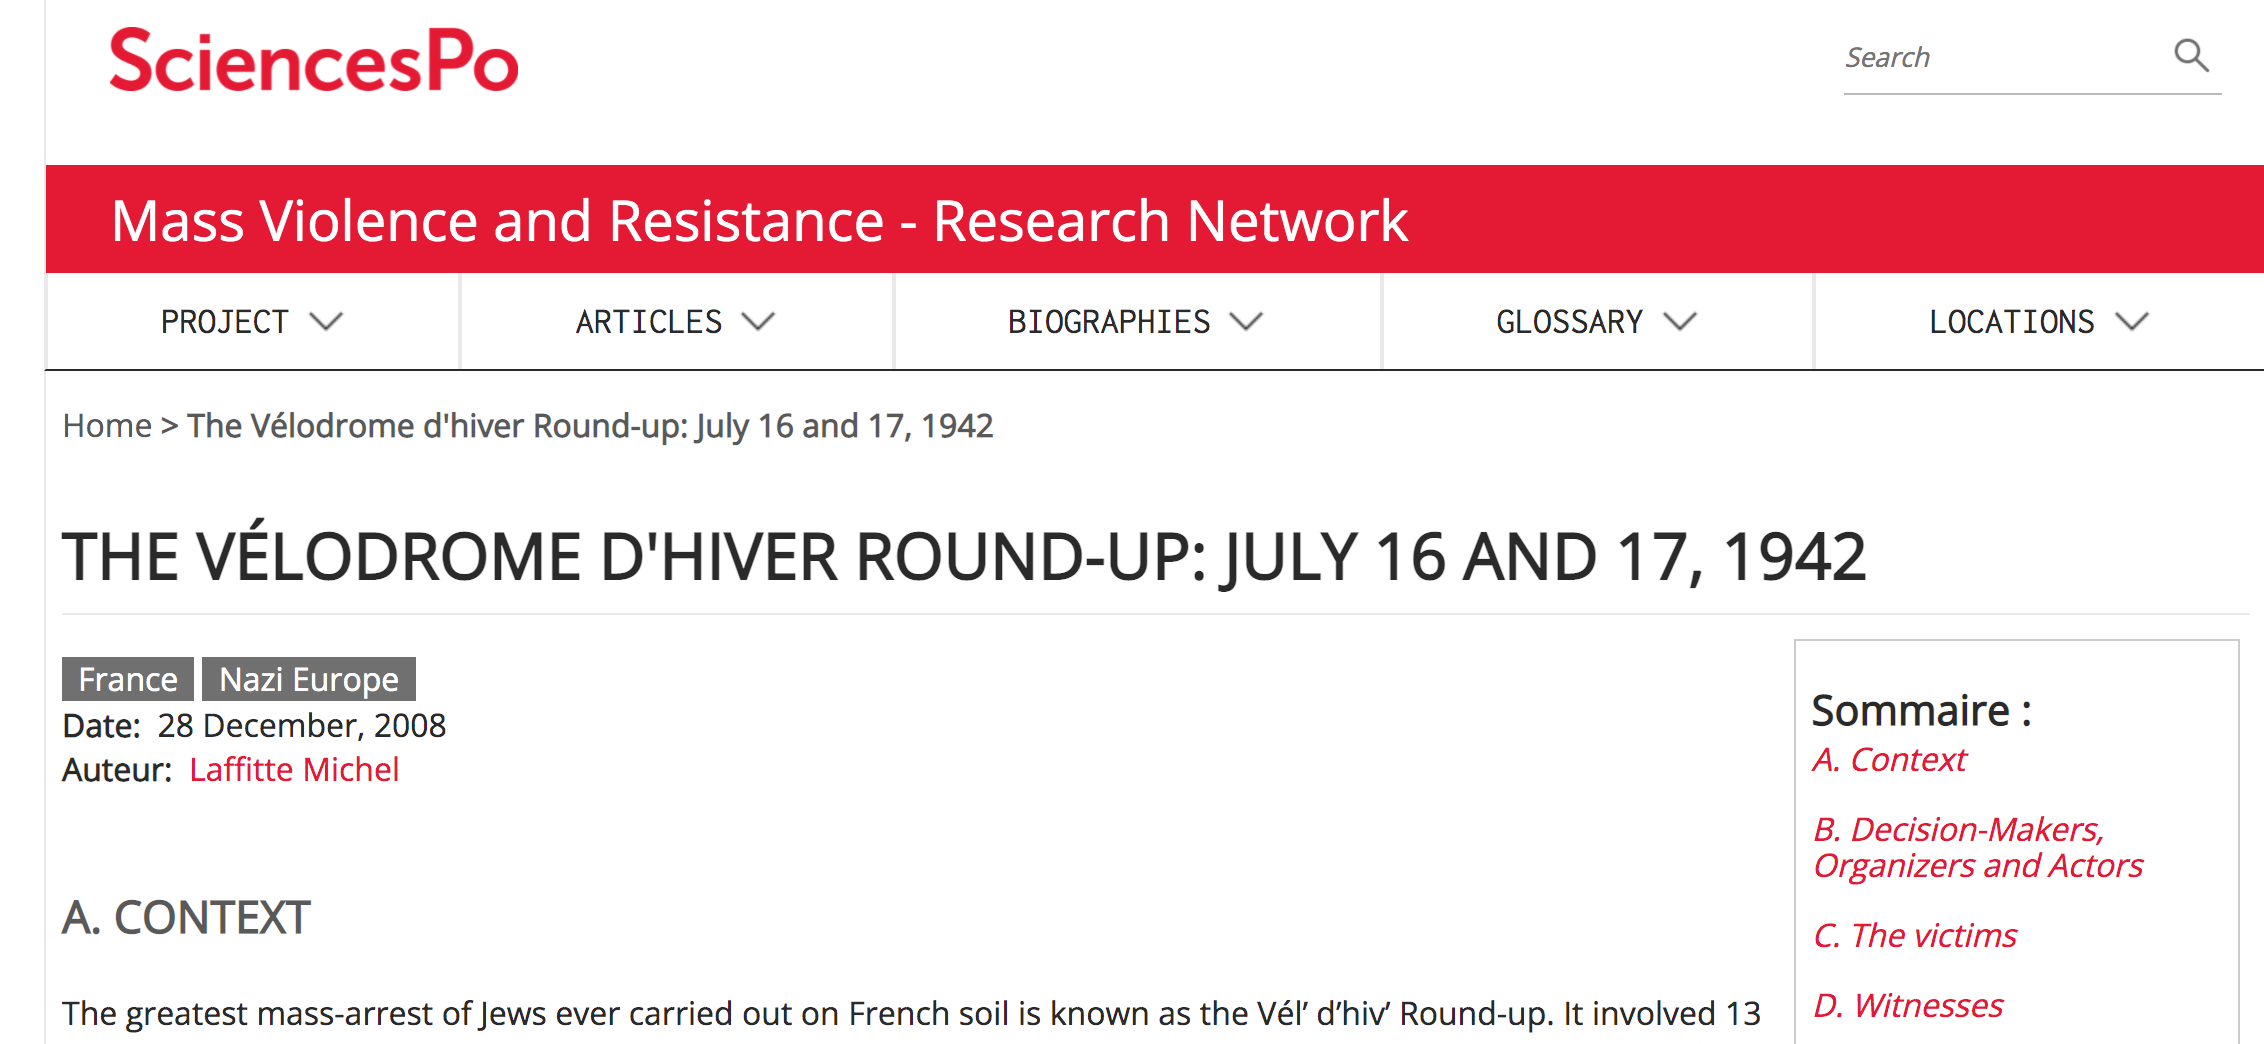 SciencesPo
Search
Mass Violence and Resistance - Research Network
PROJECT
ARTICLES
BIOGRAPHIES
GLOSSARY
LOCATIONS
Home > The Vélodrome d'hiver Round-up: July 16 and 17, 1942
THE VÉLODROME D'HIVER ROUND-UP: JULY 16 AND 17, 1942
France
Nazi Europe
Date: 28 December, 2008
Auteur: Laffitte Michel
A. CONTEXT
The greatest mass-arrest of Jews ever carried out on French soil is known as the Vél’ d’hiv’ Round-up. It involved 13
Sommaire :
A. Context
B. Decision-Makers,
Organizers and Actors
C. The victims
D. Witnesses